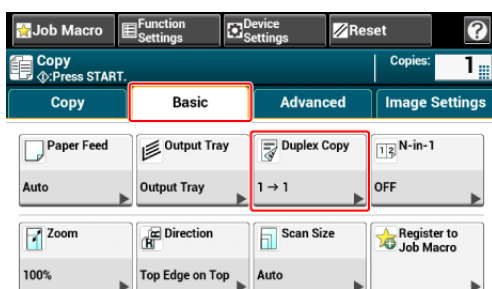 Job Macro
Function
Settings
Device
Settings
Reset
?
Copy
:Press START.
Copies:
1
Copy
Basic
Advanced
Image Settings
Paper Feed
Auto
Output Tray
Output Tray
Duplex Copy
1 → 1
1 2
N-in-1
OFF
Zoom
100%
R
Direction
Top Edge on Top
Scan Size
Auto
Register to
Job Macro